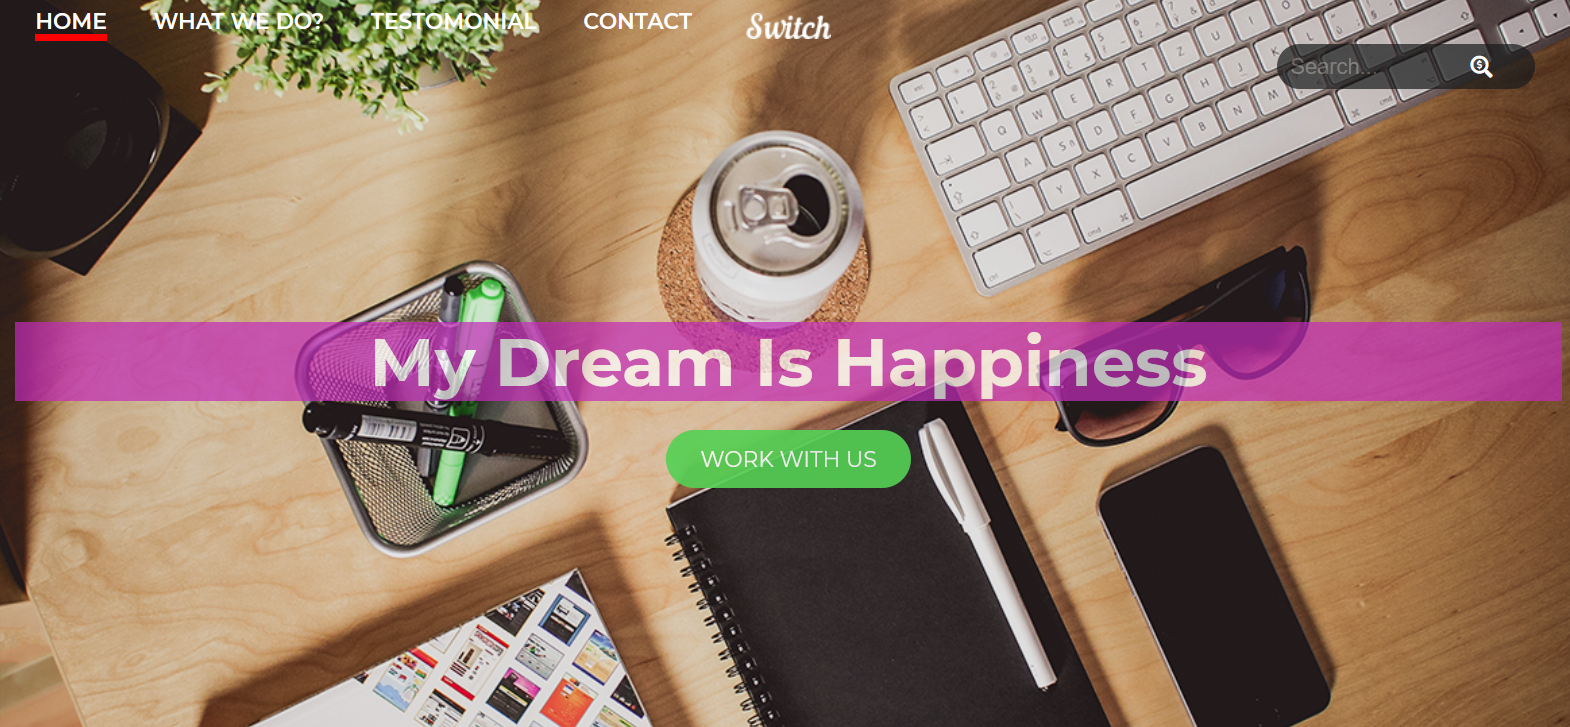 HOME
WHAT WE DO?
TESTOMONIAL
CONTACT
Switch
Search...
My Dream Is Happiness
WORK WITH US